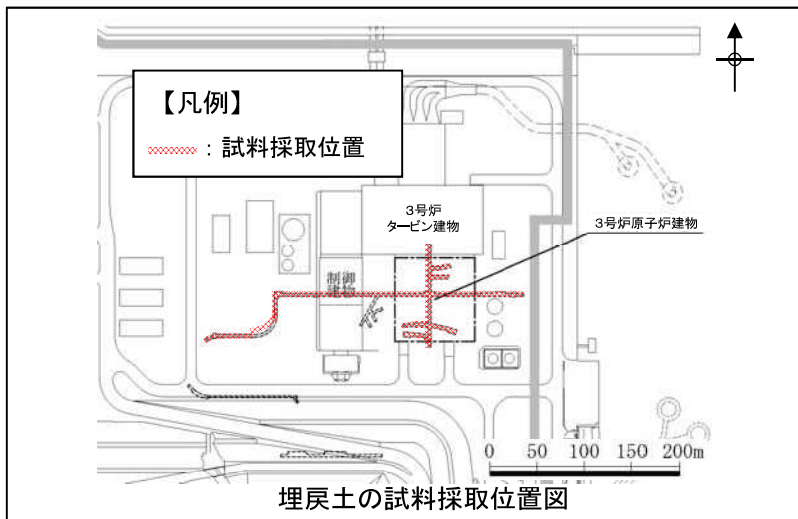 【凡例】
：試料採取位置
3号炉
タービン建物
3号炉原子炉建物
制御
建物
0 50 100 150 200m
埋戻土の試料採取位置図